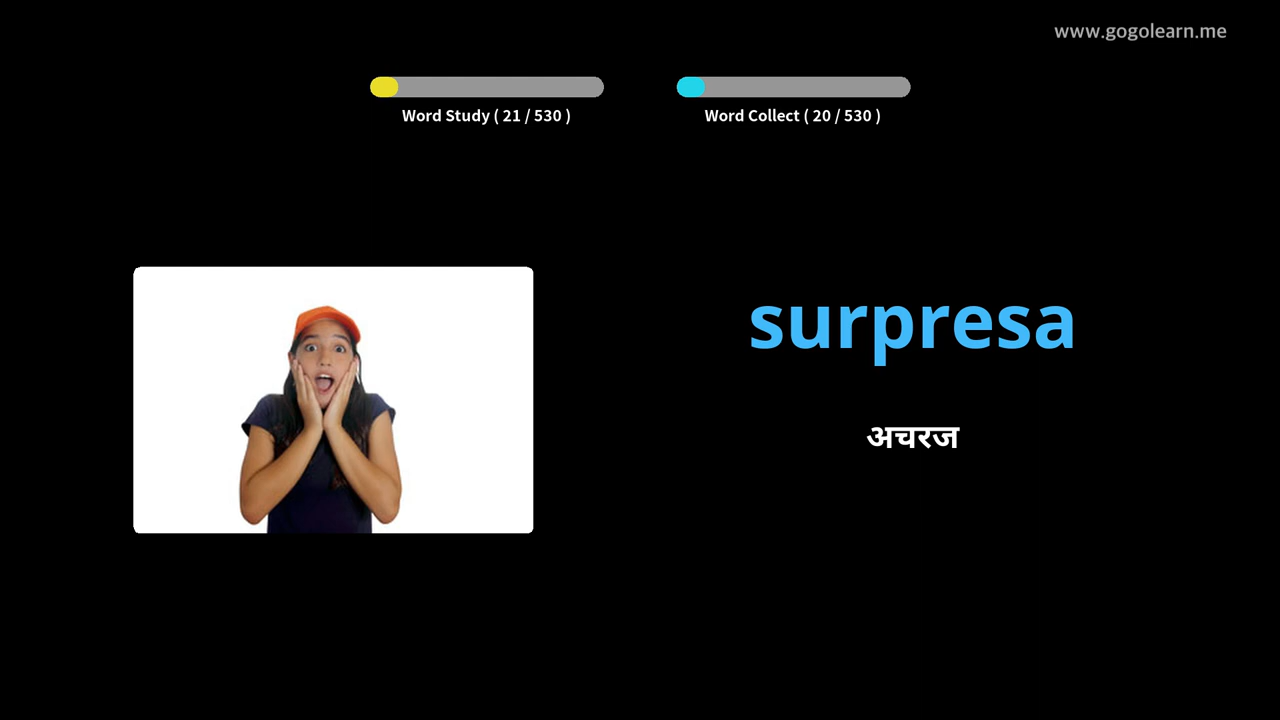 www.gogolearn.me
Word Study ( 21 / 530 )
Word Collect ( 20 / 530 )
surpresa
अचरज